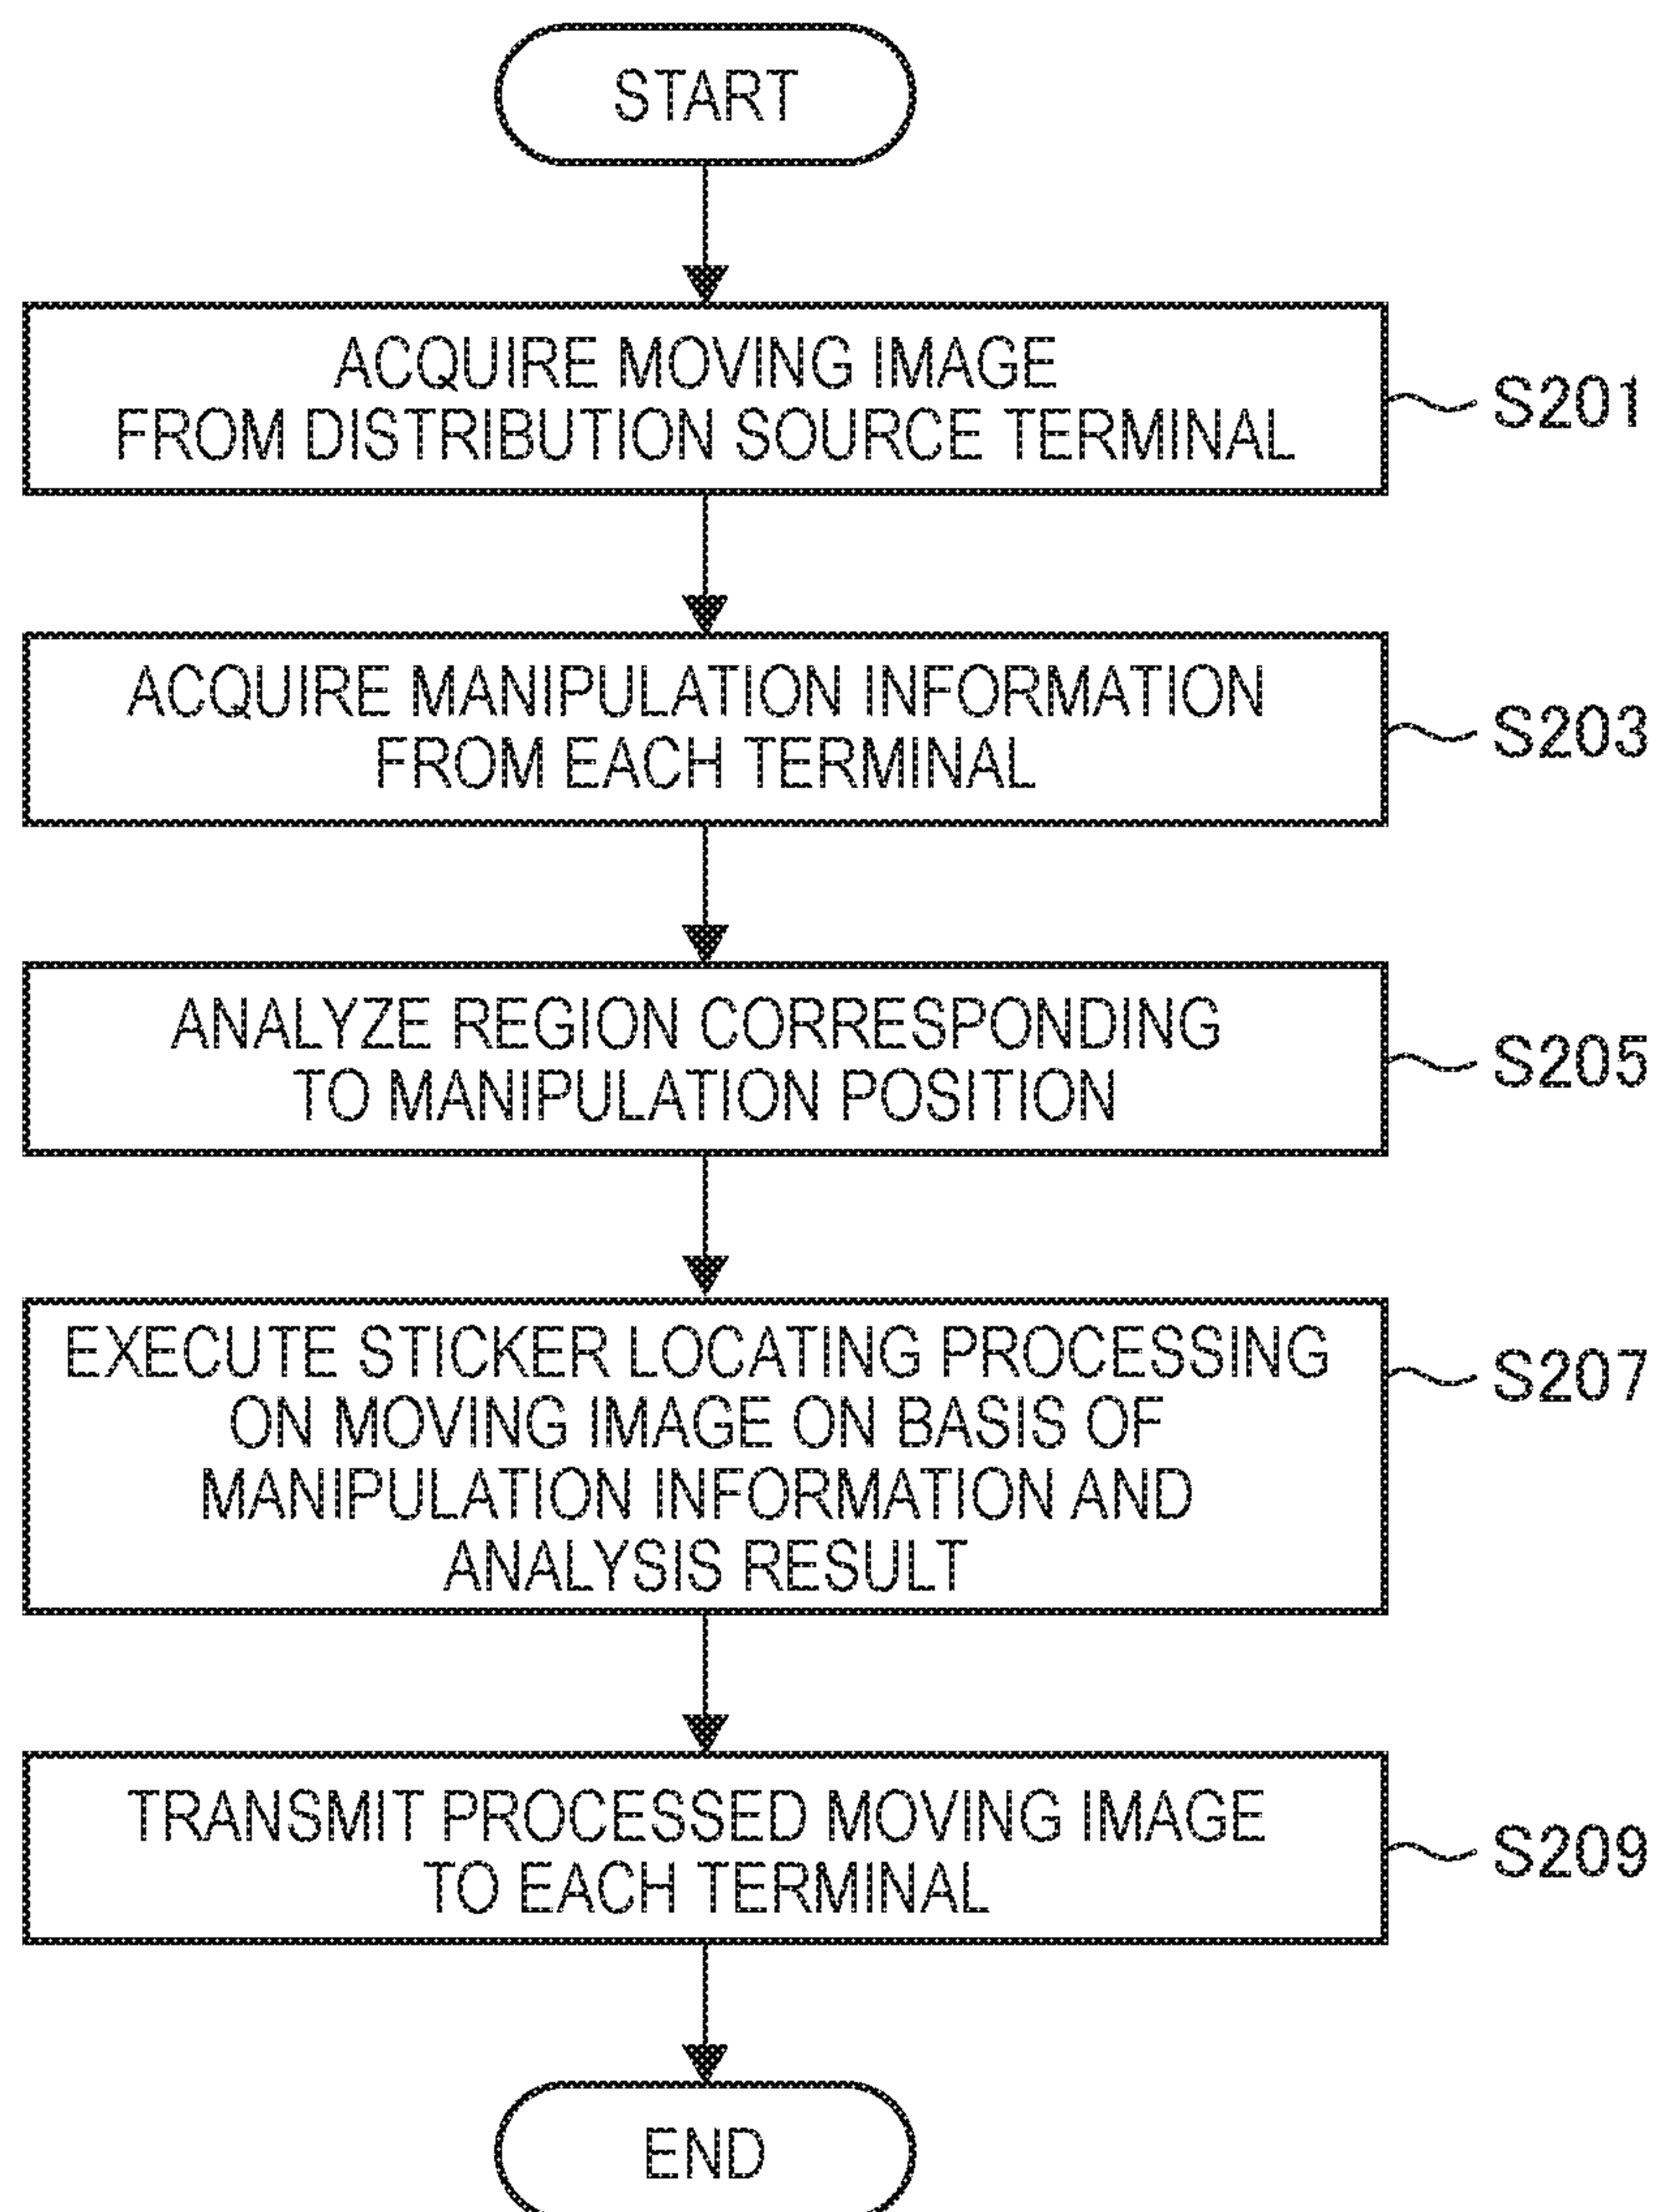 START
ACQUIRE MOVING IMAGE
FROM DISTRIBUTION SOURCE TERMINAL
S201
ACQUIRE MANIPULATION INFORMATION
FROM EACH TERMINAL
S203
ANALYZE REGION CORRESPONDING
TO MANIPULATION POSITION
S205
EXECUTE STICKER LOCATING PROCESSING
ON MOVING IMAGE ON BASIS OF
MANIPULATION INFORMATION AND
ANALYSIS RESULT
S207
TRANSMIT PROCESSED MOVING IMAGE
TO EACH TERMINAL
S209
END